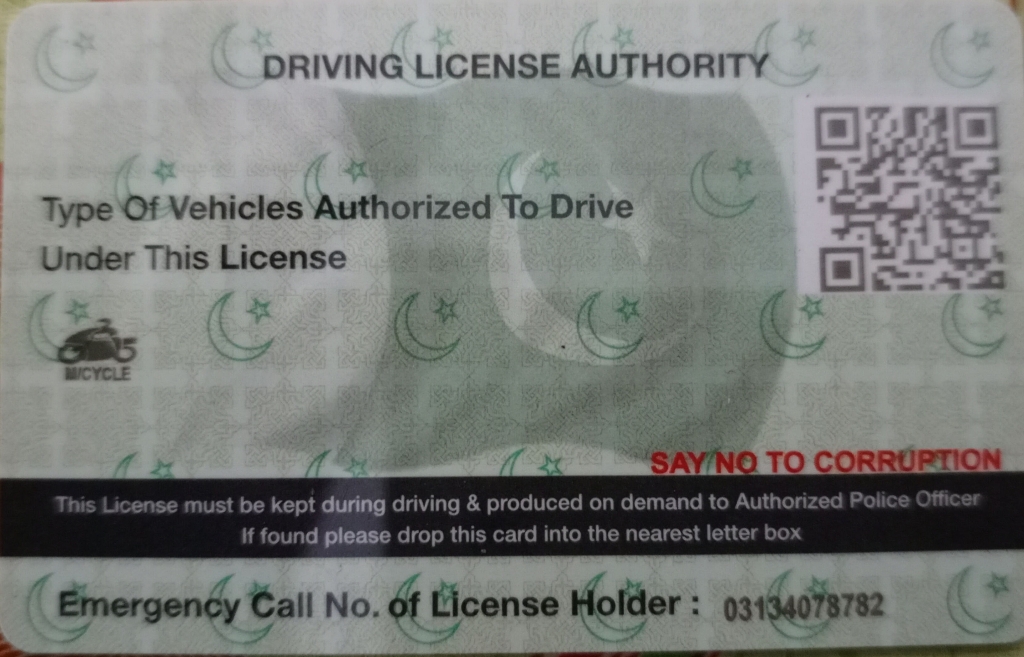 DRIVING LICENSE AUTHORITY
Type Of Vehicles Authorized To Drive
Under This License
M/CYCLE
SAY NO TO CORRUPTION
This License must be kept during driving & produced on demand to Authorized Police Officer
If found please drop this card into the nearest letter box
Emergency Call No. of License Holder : 03134078782